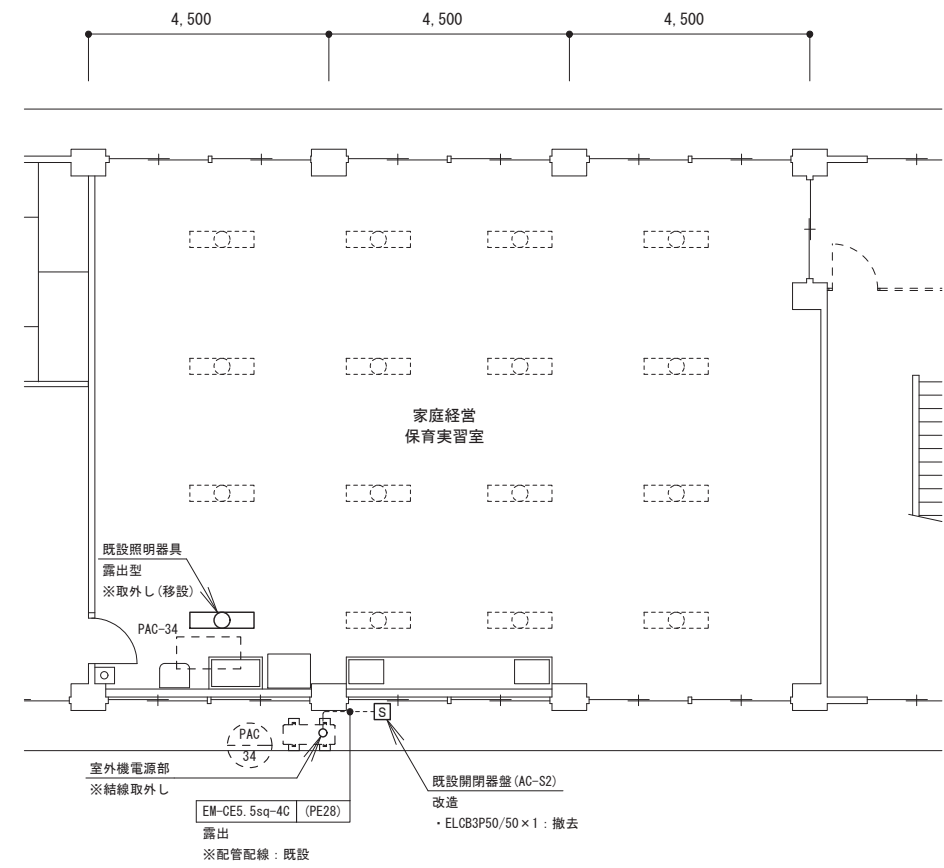 4,500
4,500
4,500
家庭経営
保育実習室
既設照明器具
露出型
※取外し(移設)
PAC-34
S
PAC
34
室外機電源部
※結線取外し
既設開閉器盤(AC-S2)
改造
・ELCB3P50/50×1：撤去
EM-CE5.5sq-4C (PE28)
露出
※配管配線：既設